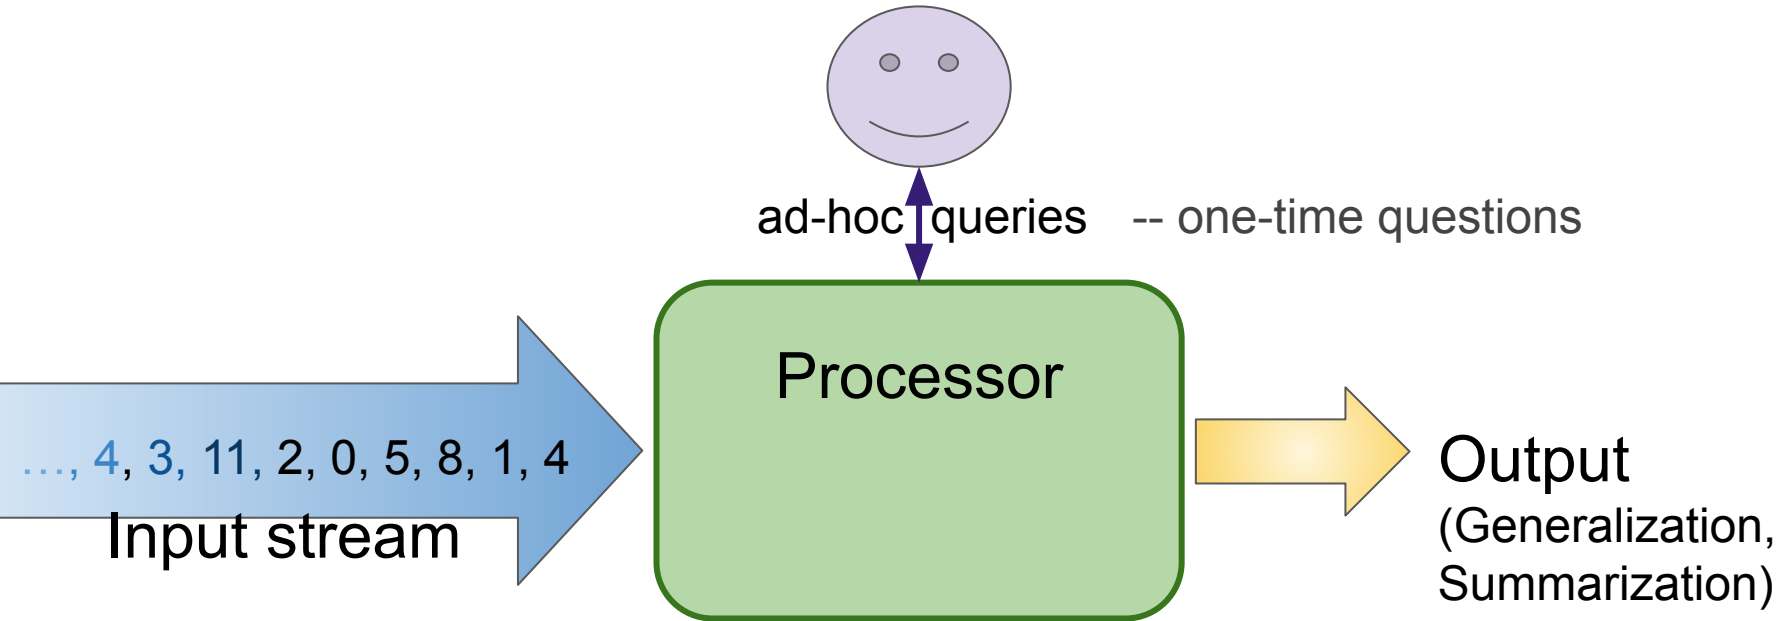 ad-hoc queries -- one-time questions
Processor
..., 4, 3, 11, 2, 0, 5, 8, 1, 4
Input stream
Output
(Generalization,
Summarization)